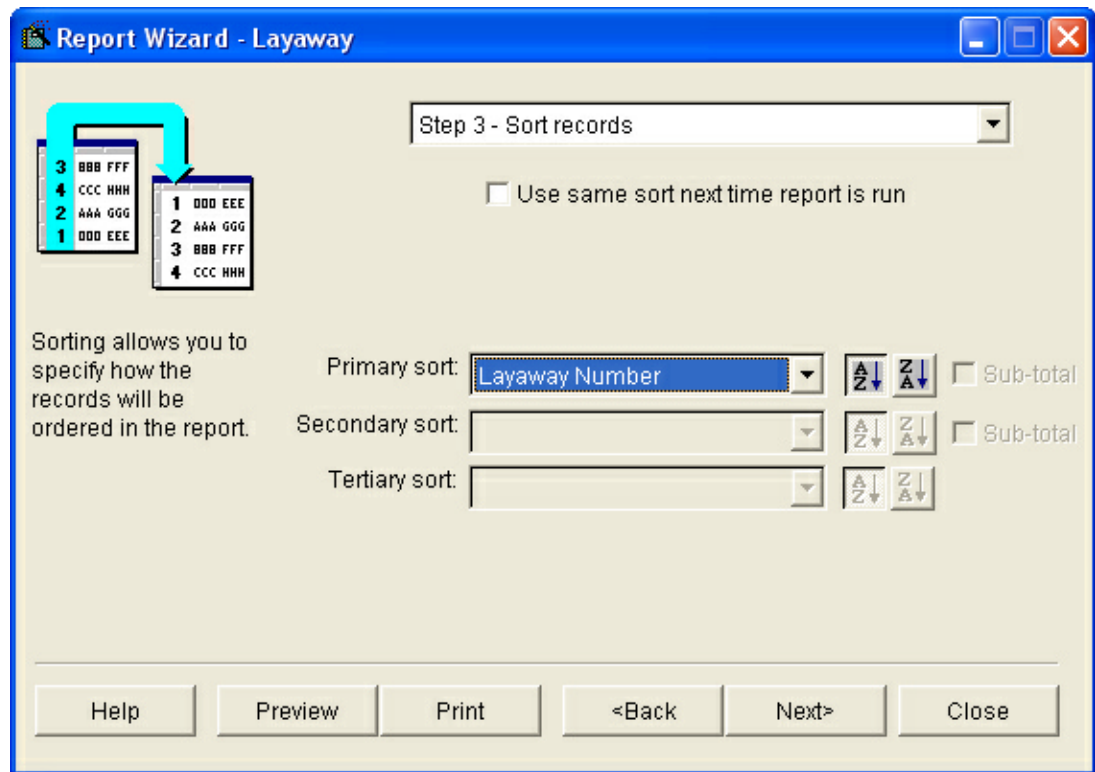 Report Wizard - Layaway
Step 3 - Sort records
Use same sort next time report is run
3 BBB FFF
4 CCC HHH
2 AAA GGG
1 DDD EEE
1 DDD EEE
2 AAA GGG
3 BBB FFF
4 CCC HHH
Sorting allows you to
specify how the
records will be
ordered in the report.
Primary sort: Layaway Number A Z Z A Sub-total
Secondary sort: A Z Z A Sub-total
Tertiary sort: A Z Z A
Help Preview Print <Back Next> Close